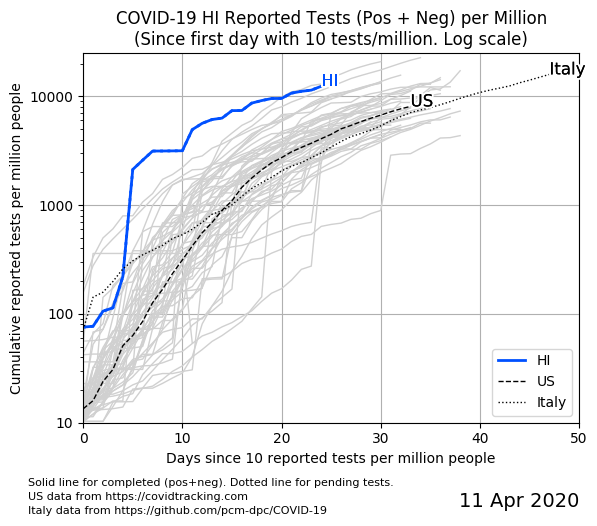 COVID-19 HI Reported Tests (Pos + Neg) per Million
(Since first day with 10 tests/million. Log scale)
Cumulative reported tests per million people
10000
1000
100
10
HI
US
Italy
HI
US
Italy
0 10 20 30 40 50
Days since 10 reported tests per million people
Solid line for completed (pos+neg). Dotted line for pending tests.
US data from https://covidtracking.com
Italy data from https://github.com/pcm-dpc/COVID-19
11 Apr 2020